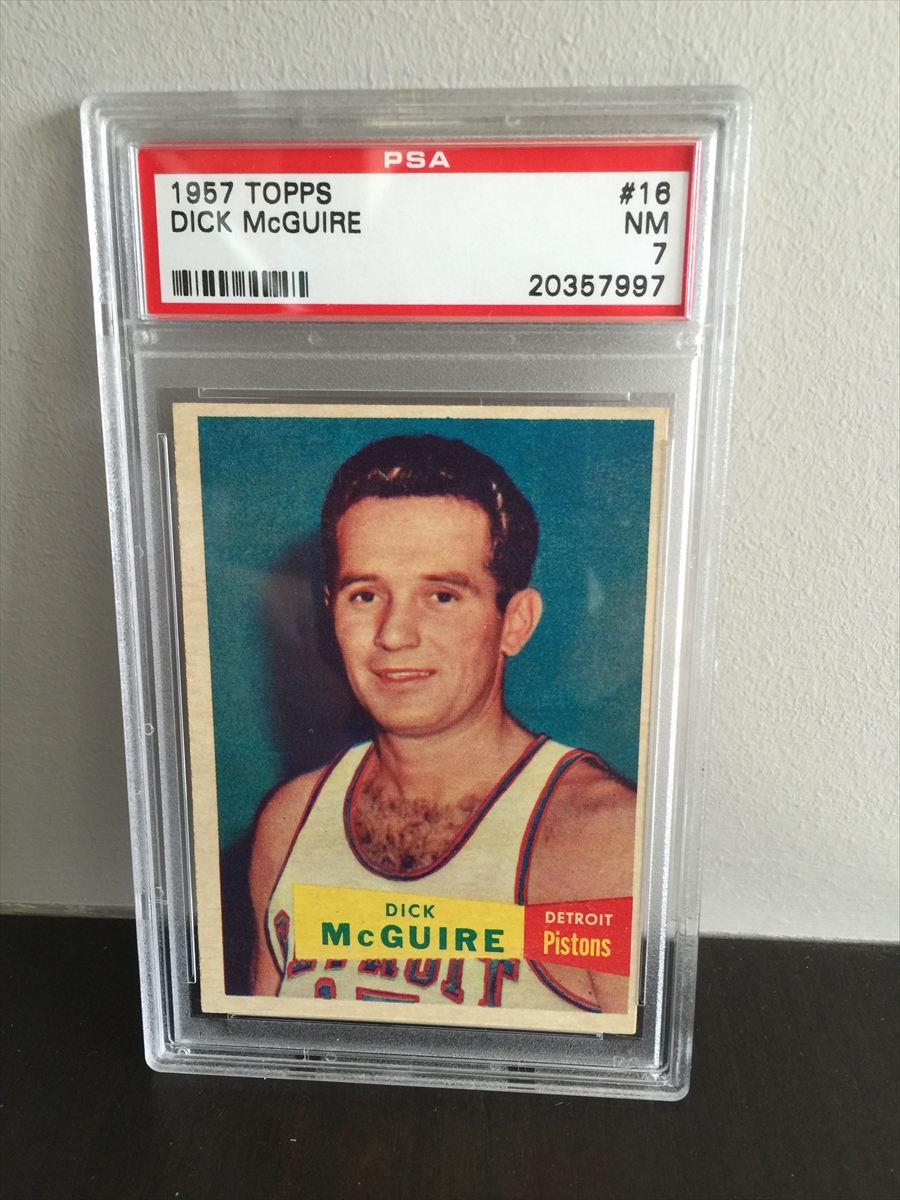 PSA
1957 TOPPS #16
DICK McGUIRE NM
7
20357997
DICK
McGUIRE
DETROIT
Pistons